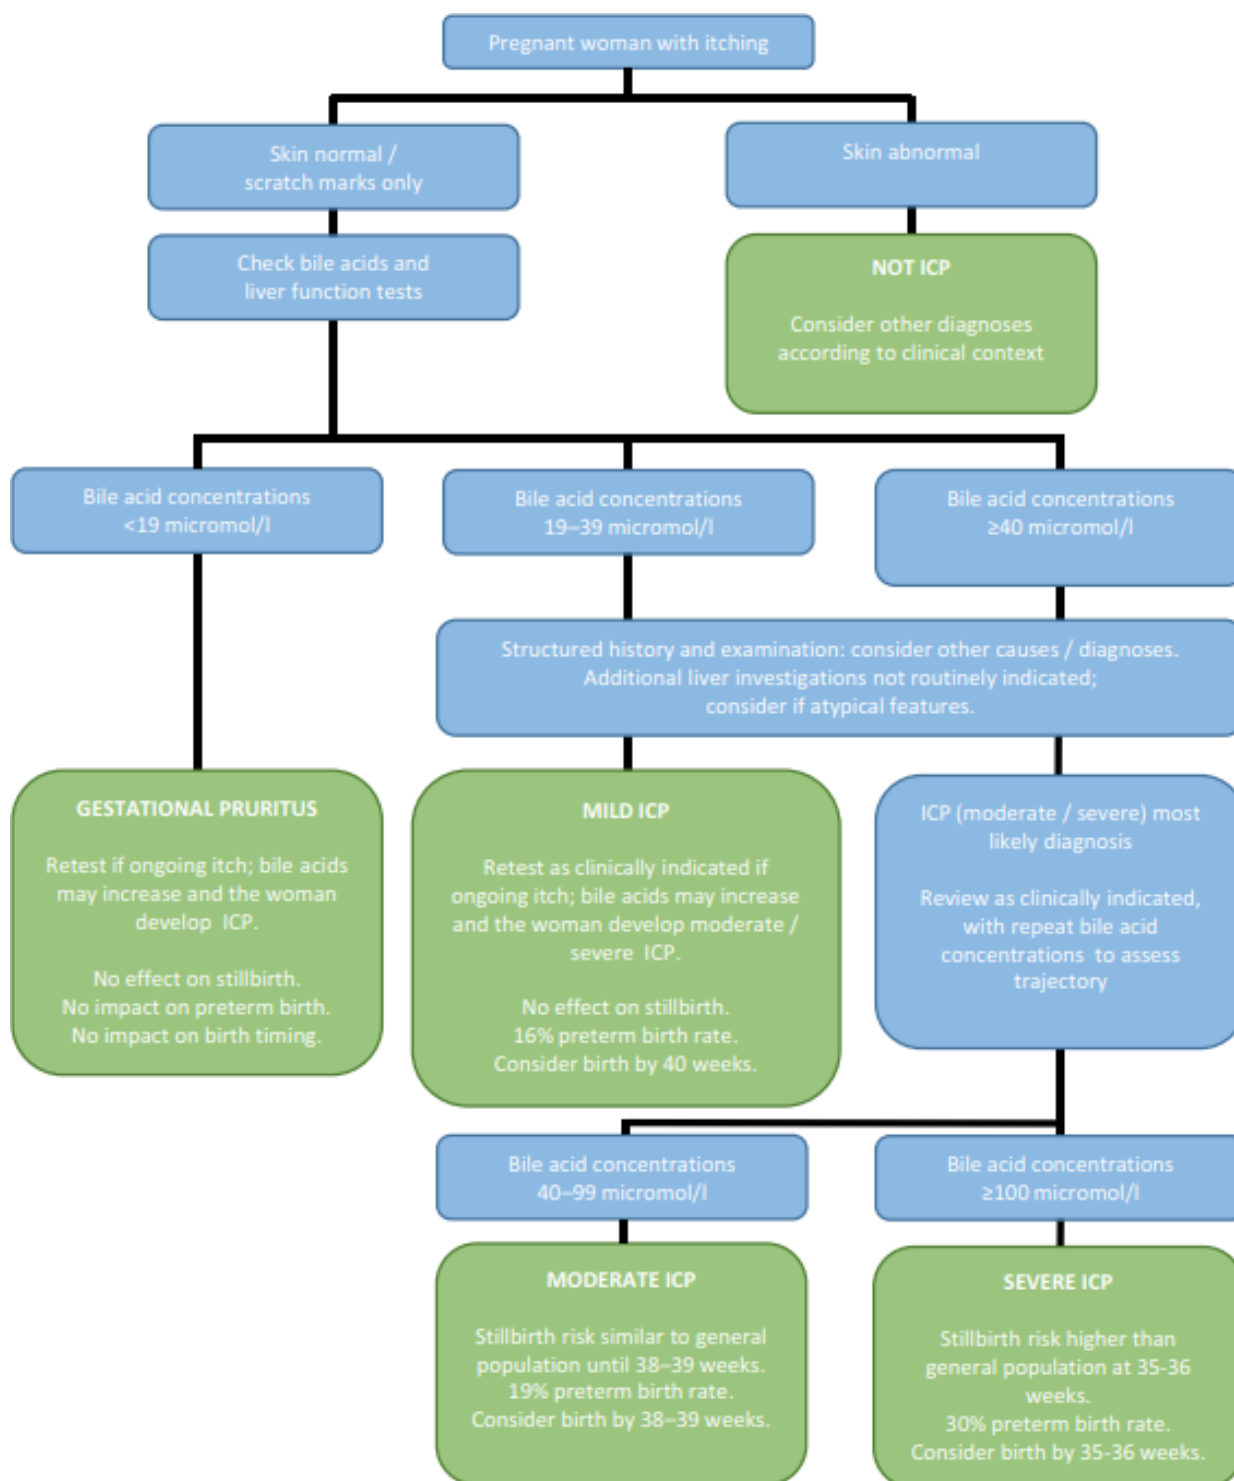 Pregnant woman with itching
Skin normal /
scratch marks only
Skin abnormal
Check bile acids and
liver function tests
NOT ICP
Consider other diagnoses
according to clinical context
Bile acid concentrations
<19 micromol/l
Bile acid concentrations
19–39 micromol/l
Bile acid concentrations
≥40 micromol/l
Structured history and examination: consider other causes / diagnoses.
Additional liver investigations not routinely indicated;
consider if atypical features.
GESTATIONAL PRURITUS
Retest if ongoing itch; bile acids
may increase and the woman
develop ICP.
No effect on stillbirth.
No impact on preterm birth.
No impact on birth timing.
MILD ICP
Retest as clinically indicated if
ongoing itch; bile acids may increase
and the woman develop moderate /
severe ICP.
No effect on stillbirth.
16% preterm birth rate.
Consider birth by 40 weeks.
ICP (moderate / severe) most
likely diagnosis
Review as clinically indicated,
with repeat bile acid
concentrations to assess
trajectory
Bile acid concentrations
40–99 micromol/l
Bile acid concentrations
≥100 micromol/l
MODERATE ICP
Stillbirth risk similar to general
population until 38–39 weeks.
19% preterm birth rate.
Consider birth by 38–39 weeks.
SEVERE ICP
Stillbirth risk higher than
general population at 35-36
weeks.
30% preterm birth rate.
Consider birth by 35-36 weeks.